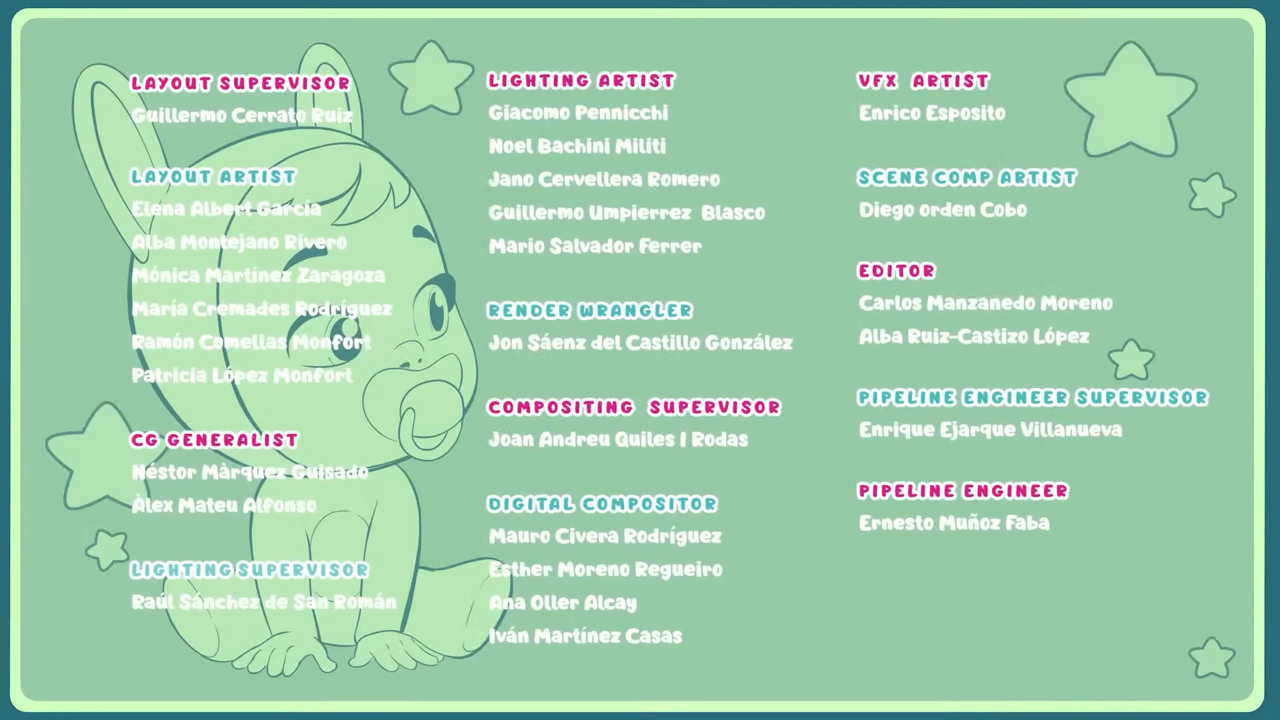 LAYOUT SUPERVISOR
Guillermo Cerrato Ruiz
LAYOUT ARTIST
Elena Albert García
Alba Montejano Rivero
Mónica Martínez Zaragoza
María Cremades Rodríguez
Ramón Comellas Monfort
Patricia López Monfort
CG GENERALIST
Néstor Màrquez Guisado
Àlex Mateu Alfonso
LIGHTING SUPERVISOR
Raúl Sánchez de San Román
LIGHTING ARTIST
Giacomo Pennicchi
Noel Bachini Militi
Jano Cervellera Romero
Guillermo Umpierrez Blasco
Mario Salvador Ferrer
RENDER WRANGLER
Jon Sáenz del Castillo González
COMPOSITING SUPERVISOR
Joan Andreu Quiles I Rodas
DIGITAL COMPOSITOR
Mauro Civera Rodríguez
Esther Moreno Regueiro
Ana Oller Alcay
Iván Martínez Casas
VFX ARTIST
Enrico Esposito
SCENE COMP ARTIST
Diego orden Cobo
EDITOR
Carlos Manzanedo Moreno
Alba Ruiz-Castizo López
PIPELINE ENGINEER SUPERVISOR
Enrique Ejarque Villanueva
PIPELINE ENGINEER
Ernesto Muñoz Faba